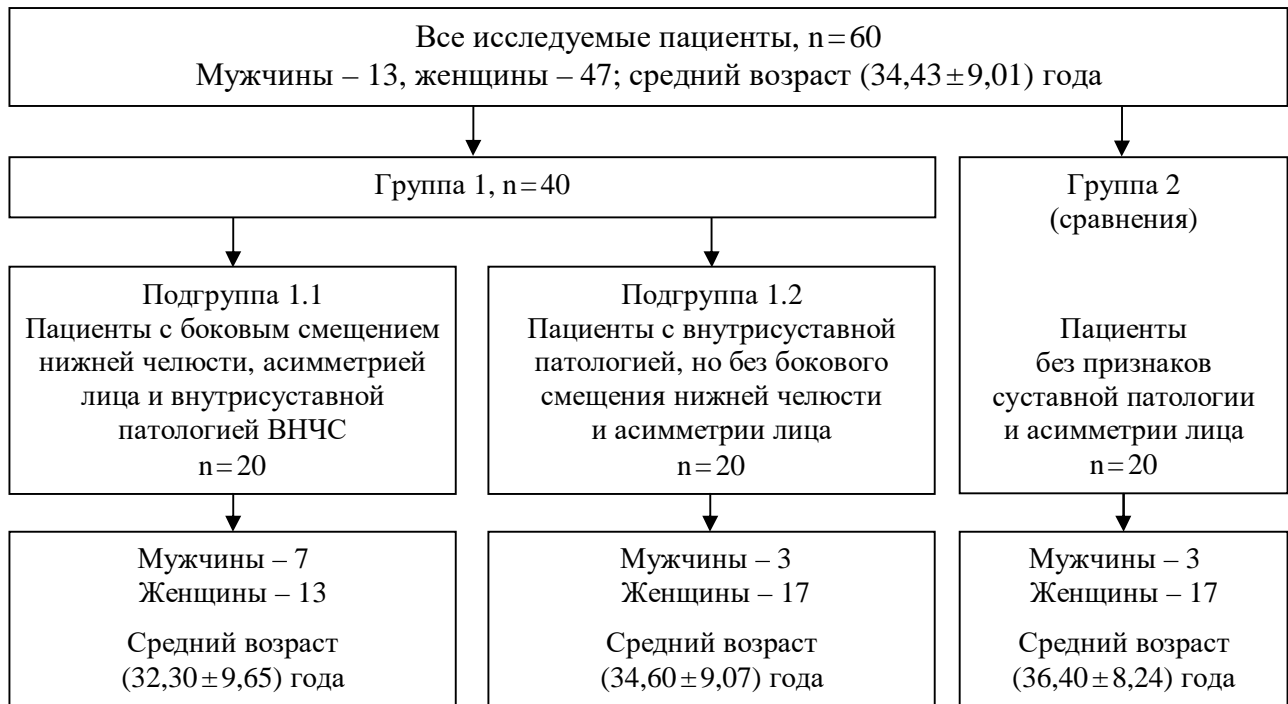 Все исследуемые пациенты, n=60
Мужчины – 13, женщины – 47; средний возраст (34,43±9,01) года
Группа 1, n=40
Группа 2
(сравнения)
Пациенты
без признаков
суставной патологии
и асимметрии лица
n=20
Подгруппа 1.1
Пациенты с боковым смещением
нижней челюсти, асимметрией
лица и внутрисуставной
патологией ВНЧС
n=20
Подгруппа 1.2
Пациенты с внутрисуставной
патологией, но без бокового
смещения нижней челюсти
и асимметрии лица
n=20
Мужчины – 7
Женщины – 13
Средний возраст
(32,30±9,65) года
Мужчины – 3
Женщины – 17
Средний возраст
(34,60±9,07) года
Мужчины – 3
Женщины – 17
Средний возраст
(36,40±8,24) года